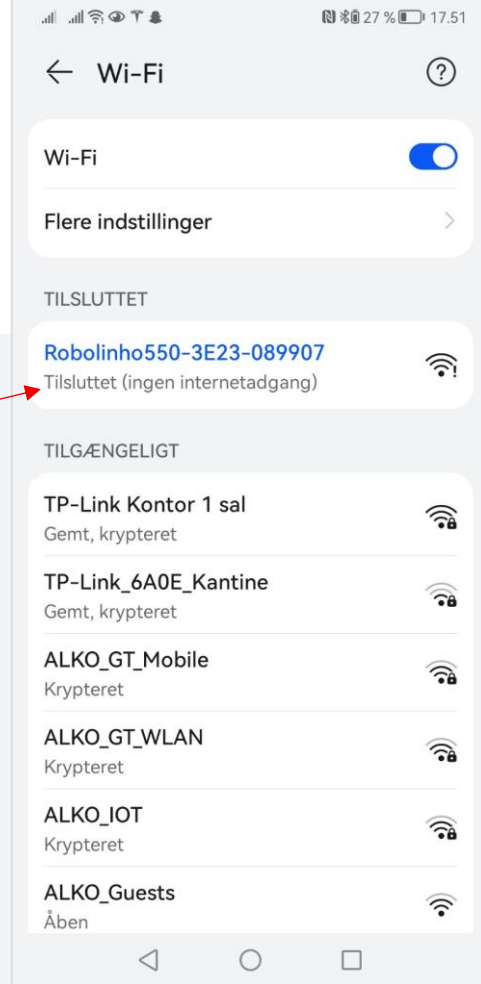 27 % 17.51
Wi-Fi
Wi-Fi
Flere indstillinger
TILSLUTTET
Robolinho550-3E23-089907
Tilsluttet (ingen internetadgang)
TILGÆNGELIGT
TP-Link Kontor 1 sal
Gemt, krypteret
TP-Link_6A0E_Kantine
Gemt, krypteret
ALKO_GT_Mobile
Krypteret
ALKO_GT_WLAN
Krypteret
ALKO_IOT
Krypteret
ALKO_Guests
Åben